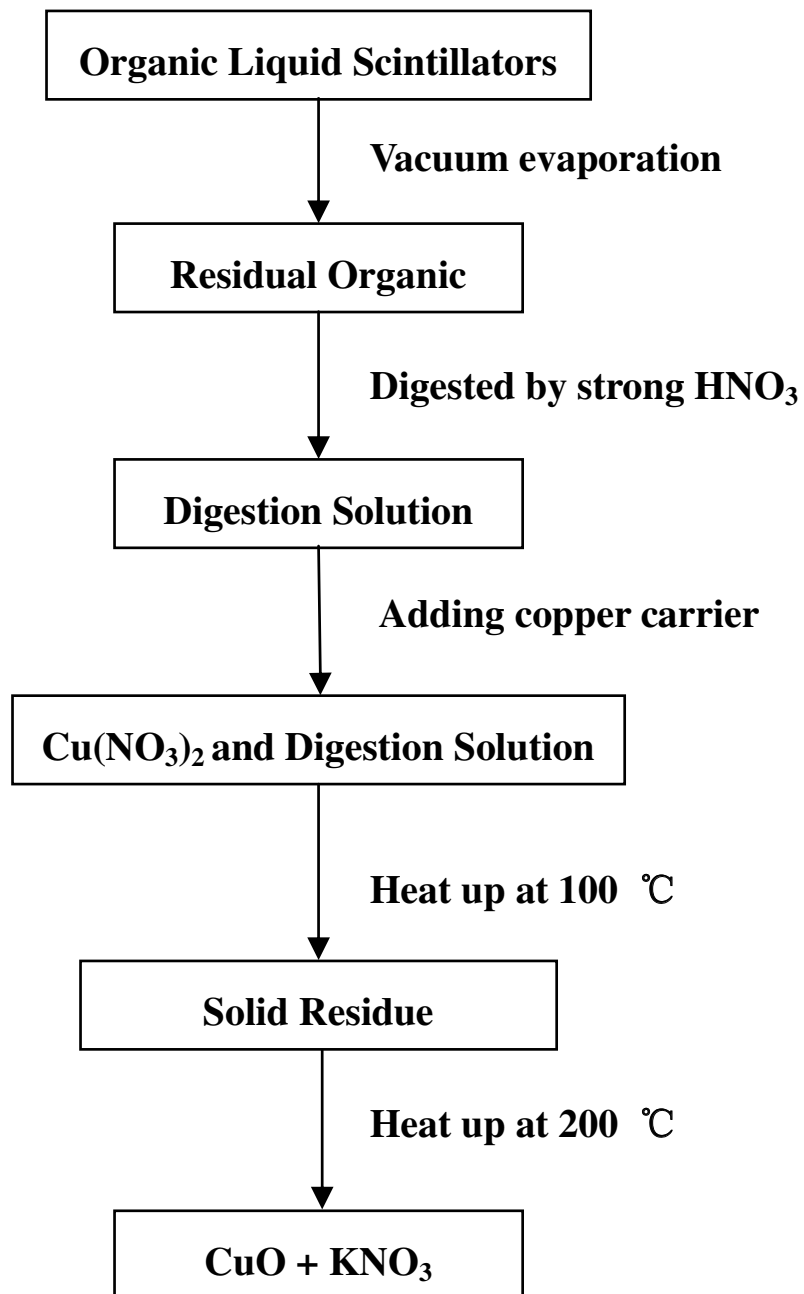 Organic Liquid Scintillators
Vacuum evaporation
Residual Organic
Digested by strong HNO₃
Digestion Solution
Adding copper carrier
Cu(NO₃)₂ and Digestion Solution
Heat up at 100 ℃
Solid Residue
Heat up at 200 ℃
CuO + KNO₃